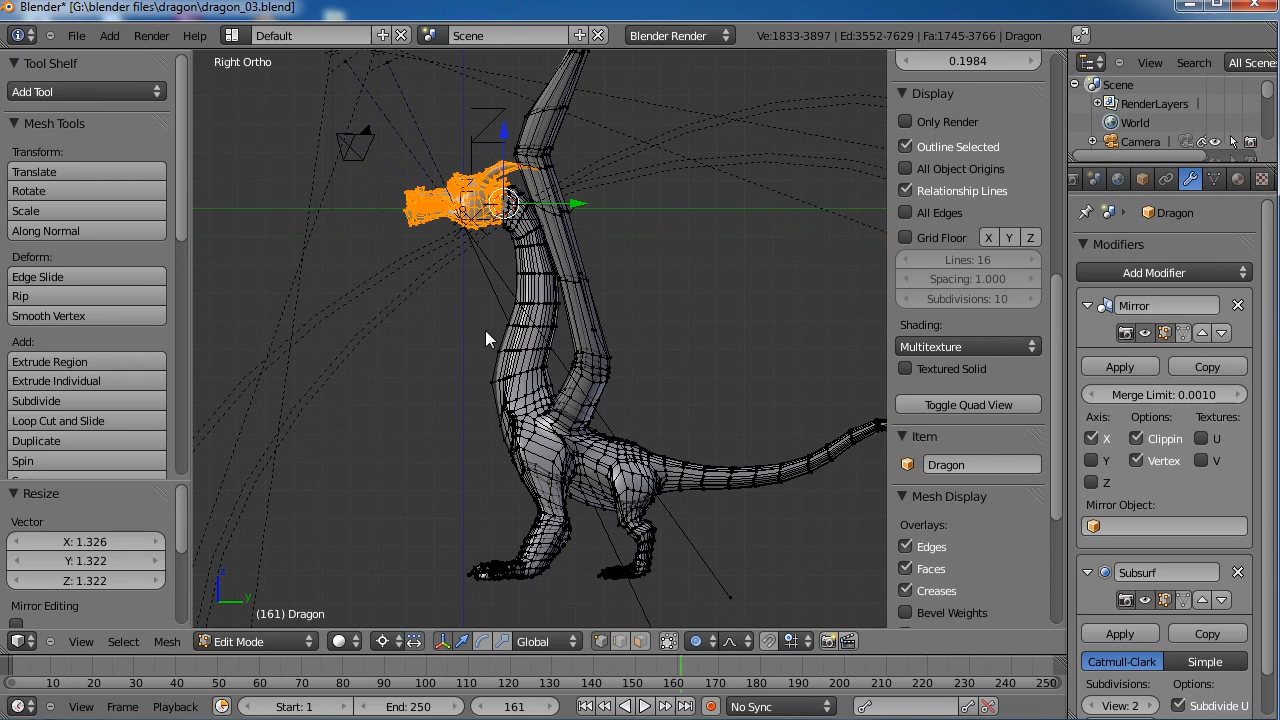 Blender* [G:\blender files\dragon\dragon_03.blend]
File Add Render Help Default Scene Blender Render Ve:1833-3897 | Ed:3552-7629 | Fa:1745-3766 | Dragon
Tool Shelf
Add Tool
Mesh Tools
Transform:
Translate
Rotate
Scale
Along Normal
Deform:
Edge Slide
Rip
Smooth Vertex
Add:
Extrude Region
Extrude Individual
Subdivide
Loop Cut and Slide
Duplicate
Spin
Resize
Vector
X: 1.326
Y: 1.322
Z: 1.322
Mirror Editing
Right Ortho
z
y
(161) Dragon
View Select Mesh Edit Mode Global
0.1984
Display
Only Render
Outline Selected
All Object Origins
Relationship Lines
All Edges
Grid Floor X Y Z
Lines: 16
Spacing: 1.000
Subdivisions: 10
Shading:
Multitexture
Textured Solid
Toggle Quad View
Item
Dragon
Mesh Display
Overlays:
Edges
Faces
Creases
Bevel Weights
View Search All Scene
Scene
RenderLayers
World
Camera
Dragon
Modifiers
Add Modifier
Mirror
Apply Copy
Merge Limit: 0.0010
Axis: Options: Textures:
X Clippin U
Y Vertex V
Z
Mirror Object:
Subsurf
Apply Copy
Catmull-Clark Simple
Subdivisions: Options:
View: 2 Subdivide U
0 10 20 30 40 50 60 70 80 90 100 110 120 130 140 150 160 170 180 190 200 210 220 230 240 250
View Frame Playback Start: 1 End: 250 161 No Sync